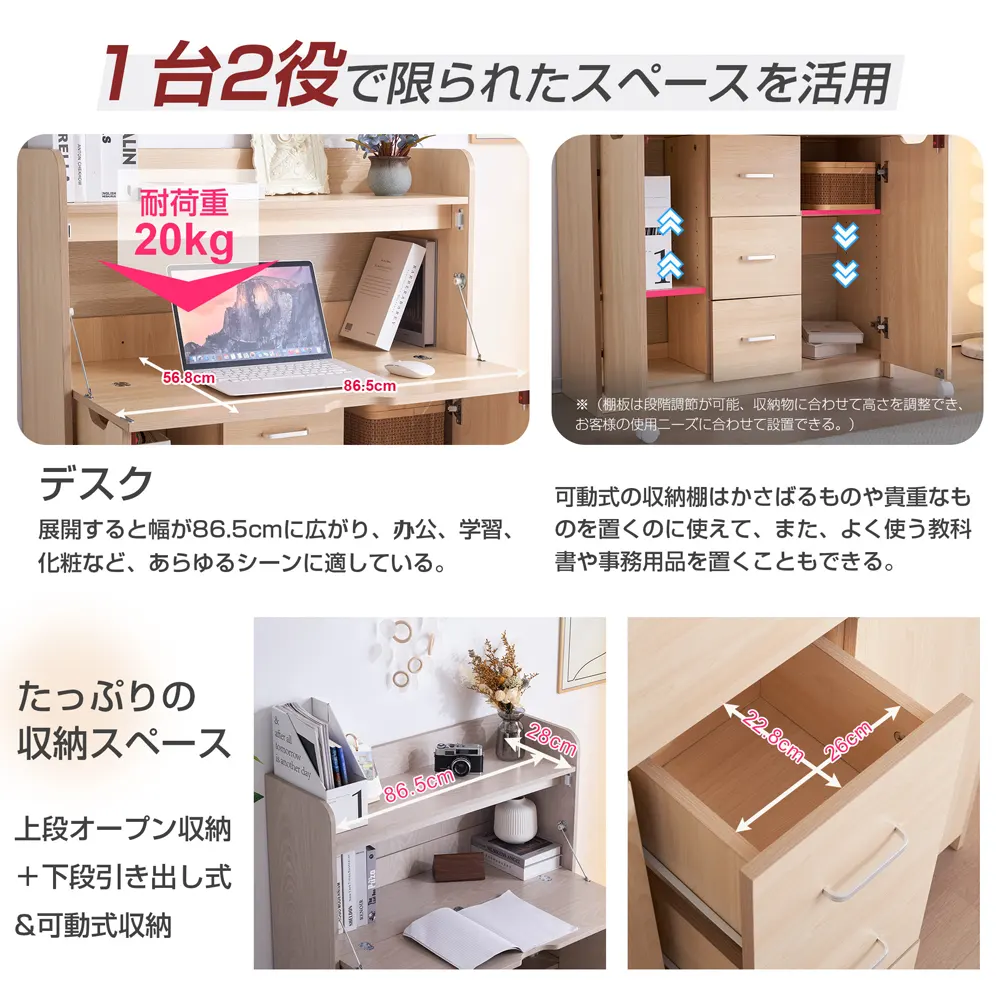 1台2役で限られたスペースを活用
耐荷重
20kg
56.8cm
86.5cm
※（棚板は段階調節が可能、収納物に合わせて高さを調整でき、
お客様の使用ニーズに合わせて設置できる。）
デスク
展開すると幅が86.5cmに広がり、办公、学習、
化粧など、あらゆるシーンに適している。
可動式の収納棚はかさばるものや貴重なも
のを置くのに使えて、また、よく使う教科
書や事務用品を置くこともできる。
たっぷりの
収納スペース
上段オープン収納
＋下段引き出し式
&可動式収納
&
after all
tomorrow
is another day
1
86.5cm
28cm
22.8cm
26cm